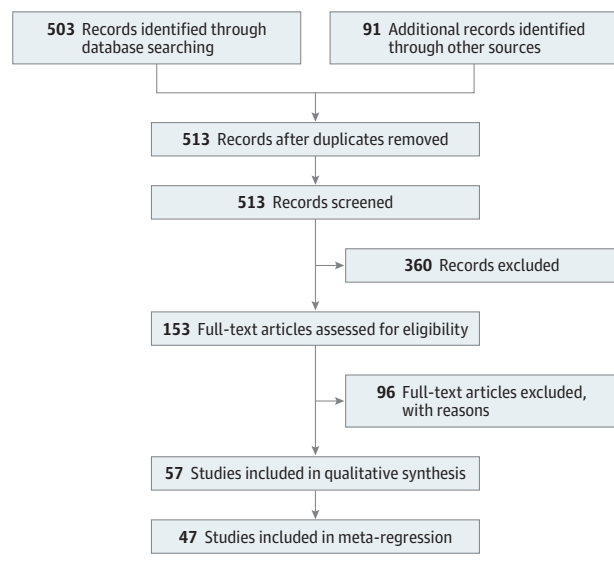 503 Records identified through
database searching
91 Additional records identified
through other sources
513 Records after duplicates removed
513 Records screened
360 Records excluded
153 Full-text articles assessed for eligibility
96 Full-text articles excluded,
with reasons
57 Studies included in qualitative synthesis
47 Studies included in meta-regression